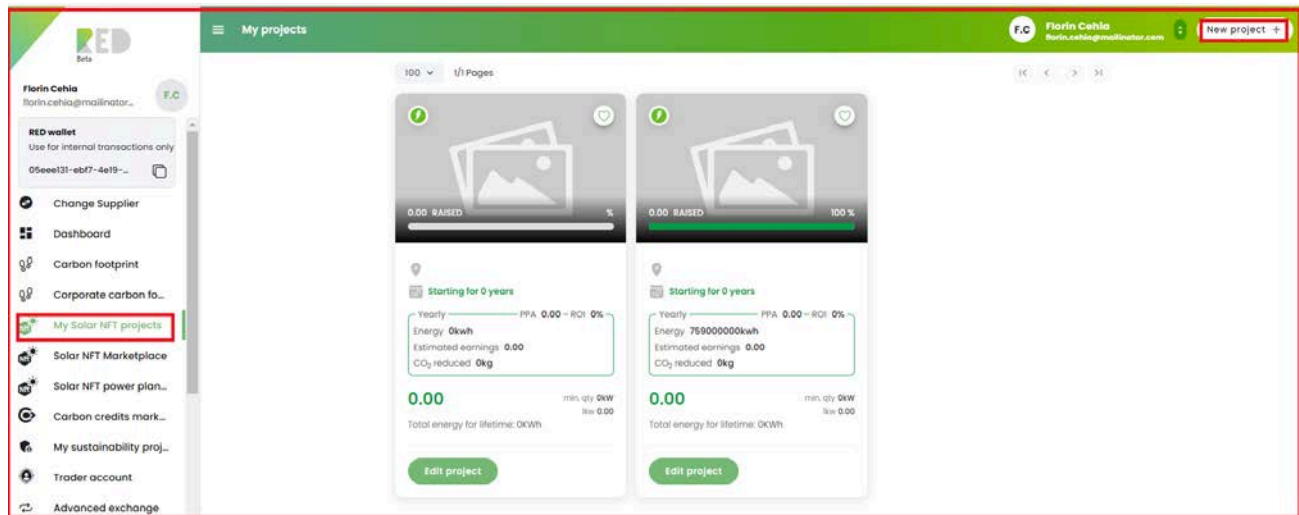 RED
Beta
Florin Cehia
florin.cehia@mailinator...
F.C
RED wallet
Use for internal transactions only
05eee131-ebf7-4e19-...
Change Supplier
Dashboard
Carbon footprint
Corporate carbon fo...
My Solar NFT projects
Solar NFT Marketplace
Solar NFT power plan...
Carbon credits mark...
My sustainability proj...
Trader account
Advanced exchange
My projects
F.C
Florin Cehia
florin.cehia@mailinator.com
New project +
100 1/1 Pages
0.00 RAISED %
Starting for 0 years
Yearly PPA 0.00 - ROI 0%
Energy 0kwh
Estimated earnings 0.00
CO₂ reduced 0kg
0.00 min. qty 0kW
1kw 0.00
Total energy for lifetime: 0KWh
Edit project
0.00 RAISED 100 %
Starting for 0 years
Yearly PPA 0.00 - ROI 0%
Energy 759000000kwh
Estimated earnings 0.00
CO₂ reduced 0kg
0.00 min. qty 0kW
1kw 0.00
Total energy for lifetime: 0KWh
Edit project